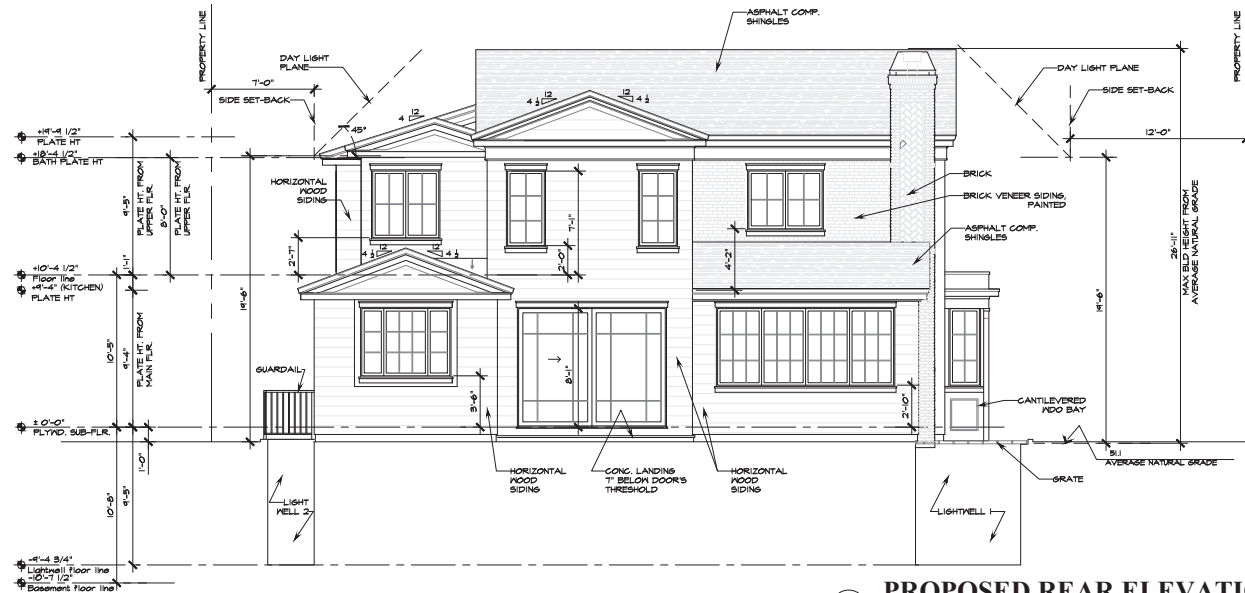 PROPERTY LINE
7'-0"
SIDE SET-BACK
DAY LIGHT
PLANE
45°
ASPHALT COMP.
SHINGLES
12
4
12
4 ½
12
4 ½
PROPERTY LINE
DAY LIGHT PLANE
SIDE SET-BACK
12'-0"
+19'-9 1/2"
PLATE HT
+18'-4 1/2"
BATH PLATE HT
9'-5"
PLATE HT. FROM
UPPER FLR.
8'-0"
PLATE HT. FROM
UPPER FLR.
1'-1"
HORIZONTAL
WOOD
SIDING
2'-7"
12
4 ½
12
4 ½
7'-1"
2'-0"
4'-2"
BRICK
BRICK VENEER SIDING,
PAINTED
ASPHALT COMP.
SHINGLES
MAX BLD HEIGHT FROM
AVERAGE NATURAL GRADE
26'-11"
19'-6"
19'-6"
+10'-4 1/2"
Floor line
+9'-4" (KITCHEN)
PLATE HT
10'-5"
9'-4"
PLATE HT. FROM
MAIN FLR.
GUARDAIL
3'-6"
8'-1"
2'-10"
CANTILEVERED
WDO BAY
± 0'-0"
PLYWD. SUB-FLR.
1'-0"
10'-8"
9'-5"
HORIZONTAL
WOOD
SIDING
CONC. LANDING
7" BELOW DOOR'S
THRESHOLD
HORIZONTAL
WOOD
SIDING
51.1
AVERAGE NATURAL GRADE
GRATE
LIGHT
WELL 2
LIGHTWELL 1
-9'-4 3/4"
Lightwell floor line
-10'-7 1/2"
Basement floor line
PROPOSED REAR ELEVATIO